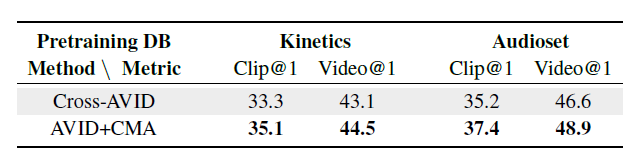 Pretraining DB Kinetics Audioset
Method \ Metric Clip@1 Video@1 Clip@1 Video@1
Cross-AVID 33.3 43.1 35.2 46.6
AVID+CMA 35.1 44.5 37.4 48.9